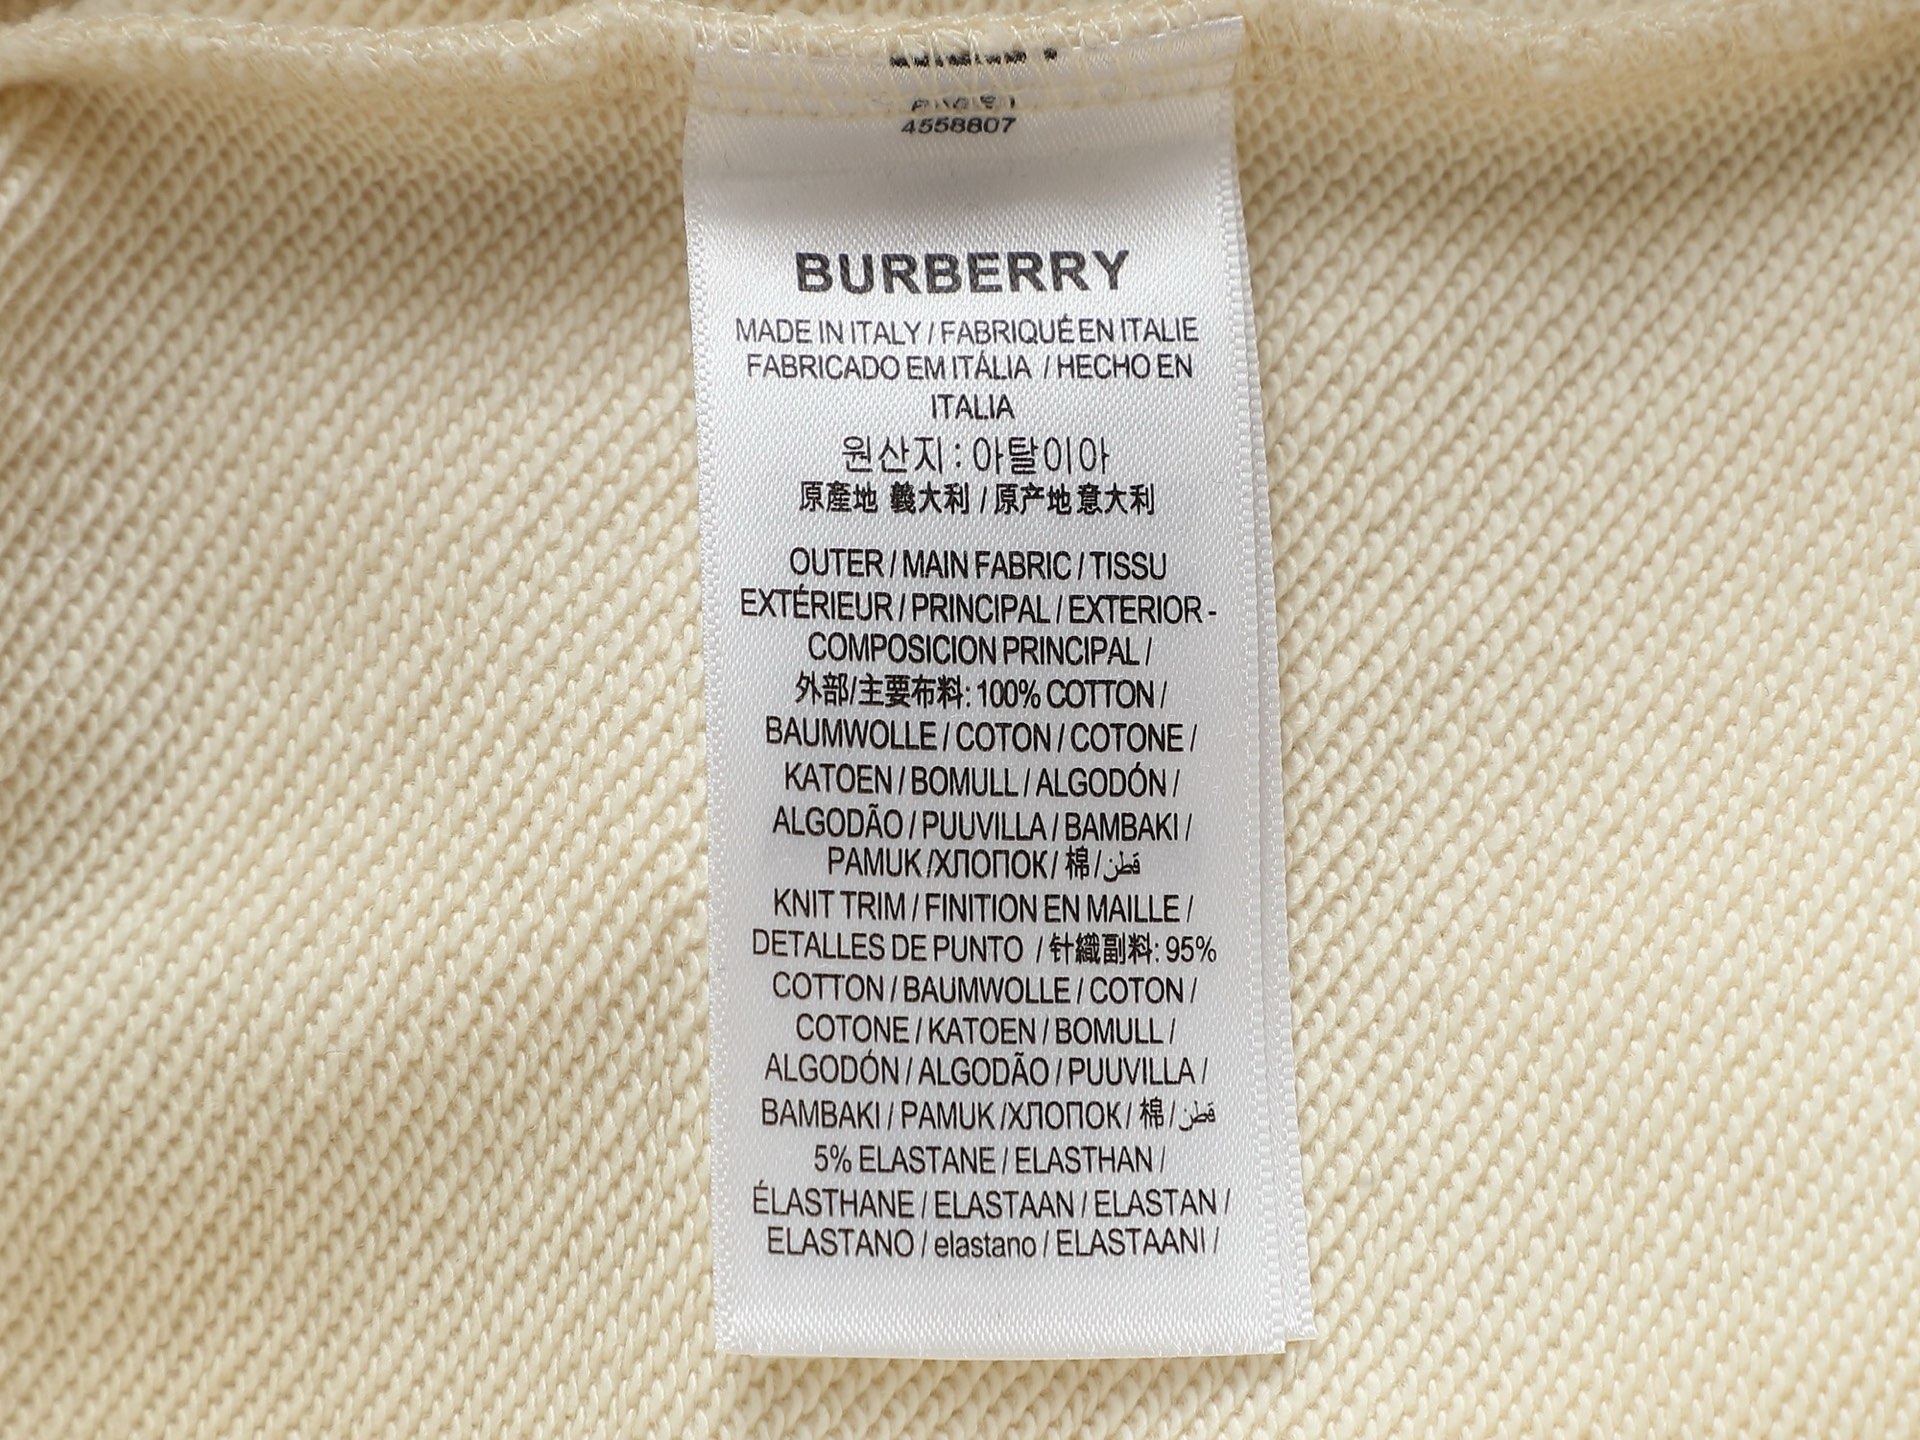 4558807
BURBERRY
MADE IN ITALY / FABRIQUÉ EN ITALIE
FABRICADO EM ITÁLIA / HECHO EN
ITALIA
원산지 : 아탈이아
原產地 義大利 / 原产地 意大利
OUTER / MAIN FABRIC / TISSU
EXTÉRIEUR / PRINCIPAL / EXTERIOR -
COMPOSICION PRINCIPAL /
外部/主要布料: 100% COTTON /
BAUMWOLLE / COTON / COTONE /
KATOEN / BOMULL / ALGODÓN /
ALGODÃO / PUUVILLA / BAMBAKI /
PAMUK /ХЛОПОК/ 棉 / قطن
KNIT TRIM / FINITION EN MAILLE /
DETALLES DE PUNTO / 针織副料: 95%
COTTON / BAUMWOLLE / COTON /
COTONE / KATOEN / BOMULL /
ALGODÓN / ALGODÃO / PUUVILLA /
BAMBAKI / PAMUK /ХЛОПОК/ 棉 / قطن
5% ELASTANE / ELASTHAN /
ÉLASTHANE / ELASTAAN / ELASTAN /
ELASTANO / elastano / ELASTAANI /